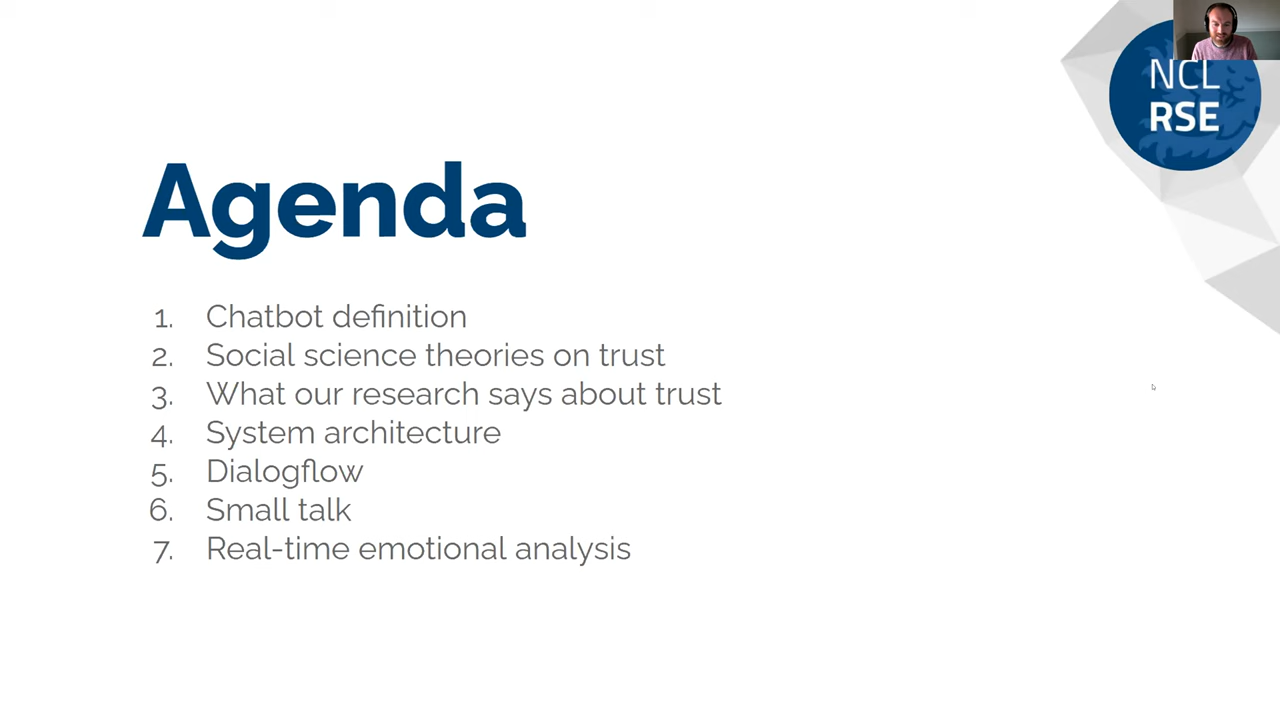 NCL
RSE
Agenda
1. Chatbot definition
2. Social science theories on trust
3. What our research says about trust
4. System architecture
5. Dialogflow
6. Small talk
7. Real-time emotional analysis